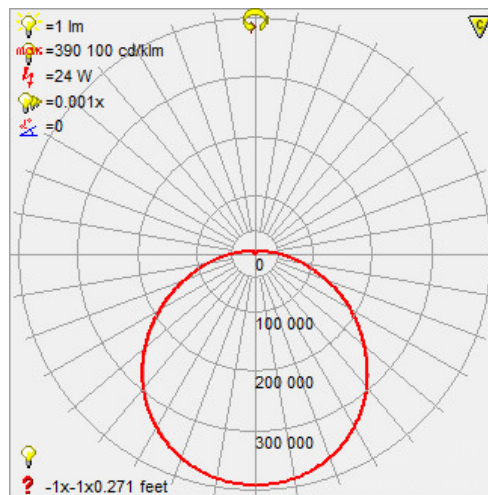 =1 lm
max =390 100 cd/klm
=24 W
=0.001x
=0
C
0
100 000
200 000
300 000
? -1x-1x0.271 feet